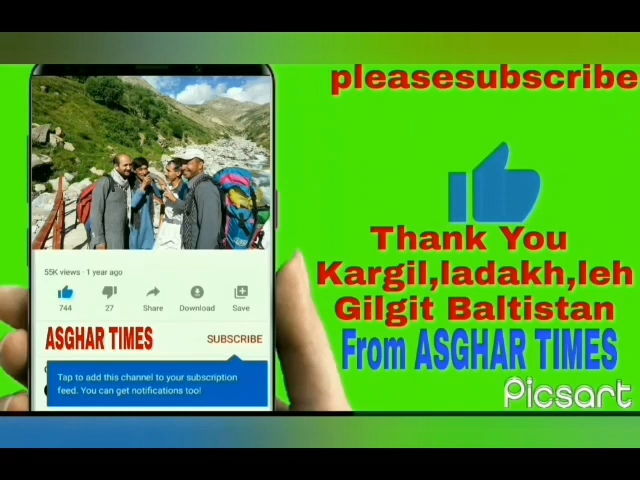 pleasesubscribe
Thank You
Kargil,ladakh,leh
Gilgit Baltistan
From ASGHAR TIMES
Picsart
55K views · 1 year ago
744
27
Share
Download
Save
ASGHAR TIMES
SUBSCRIBE
Tap to add this channel to your subscription
feed. You can get notifications too!